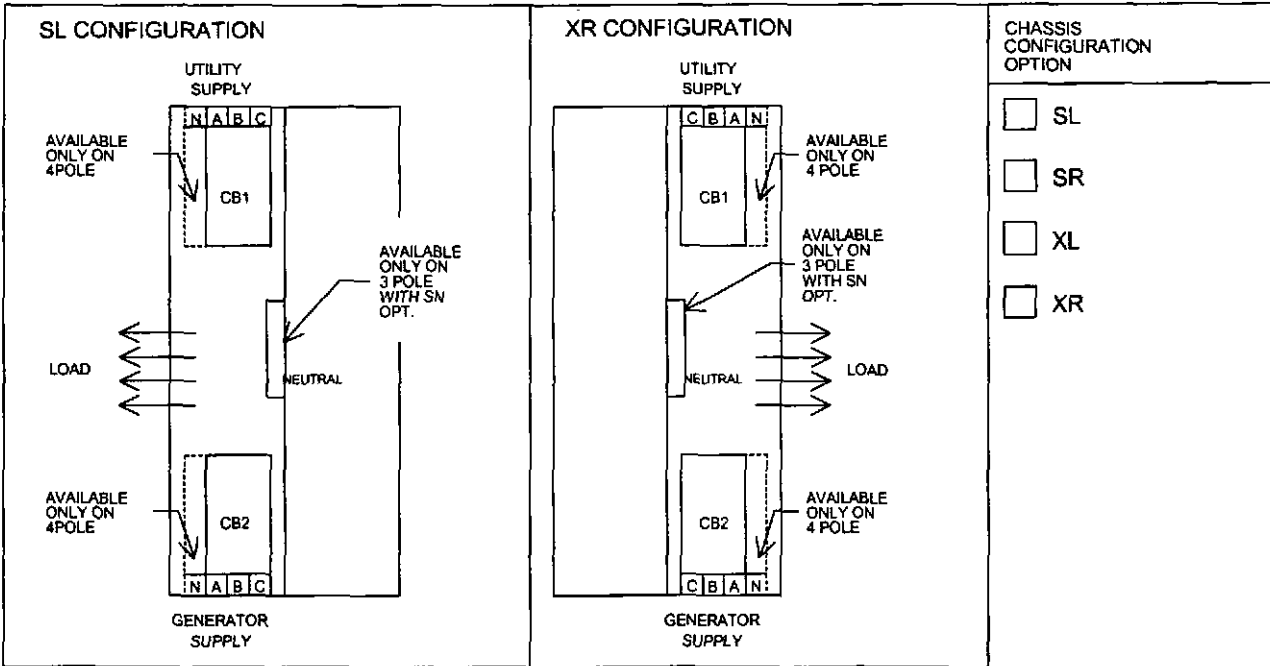 SL CONFIGURATION
UTILITY
SUPPLY
N A B C
AVAILABLE
ONLY ON
4POLE
CB1
AVAILABLE
ONLY ON
3 POLE
WITH SN
OPT.
LOAD
NEUTRAL
AVAILABLE
ONLY ON
4POLE
CB2
N A B C
GENERATOR
SUPPLY
XR CONFIGURATION
UTILITY
SUPPLY
C B A N
AVAILABLE
ONLY ON
4 POLE
CB1
AVAILABLE
ONLY ON
3 POLE
WITH SN
OPT.
NEUTRAL
LOAD
AVAILABLE
ONLY ON
4 POLE
CB2
C B A N
GENERATOR
SUPPLY
CHASSIS
CONFIGURATION
OPTION
SL
SR
XL
XR